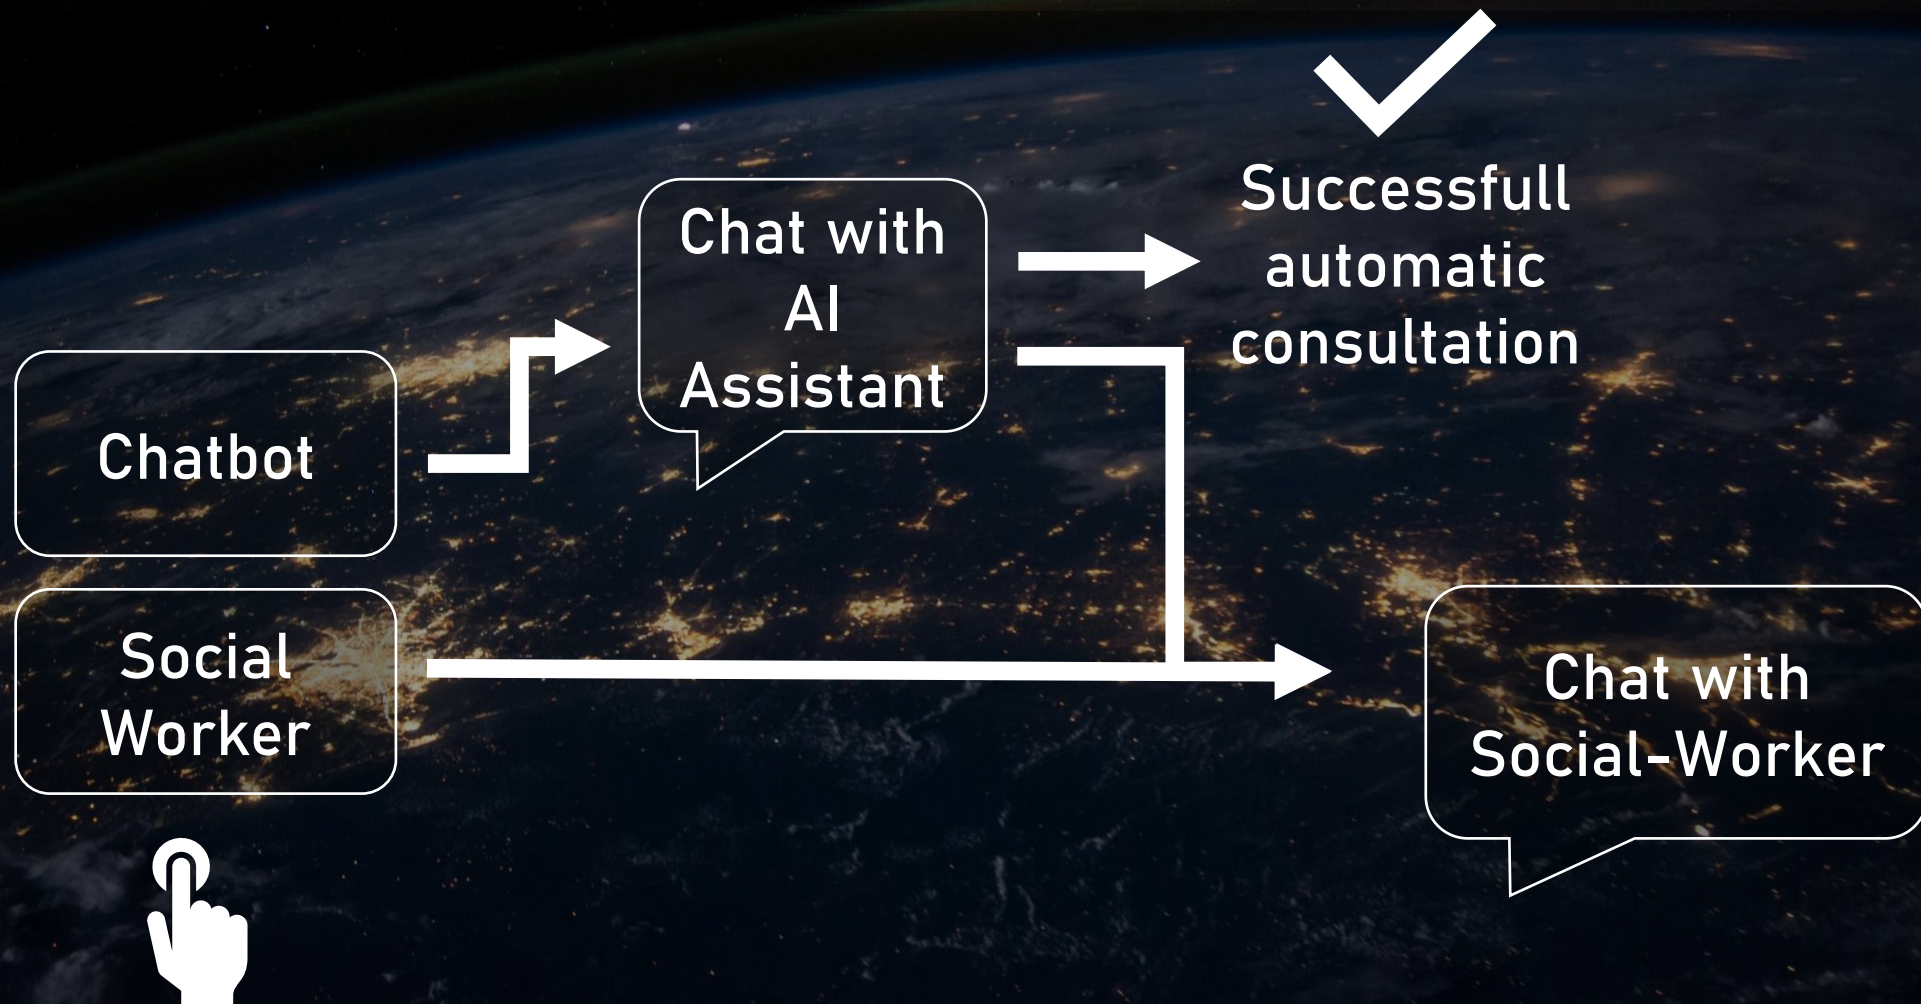 Successfull
automatic
consultation
Chat with
AI
Assistant
Chatbot
Social
Worker
Chat with
Social-Worker